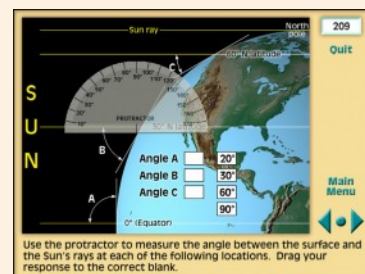 Sun ray
North
pole
209
Quit
60° N latitude
C
S
U
N
PROTRACTOR
30° N latitude
B
Angle A 20°
Angle B 30°
Angle C 60°
90°
A
0° (Equator)
Main
Menu
Use the protractor to measure the angle between the surface and
the Sun's rays at each of the following locations. Drag your
response to the correct blank.